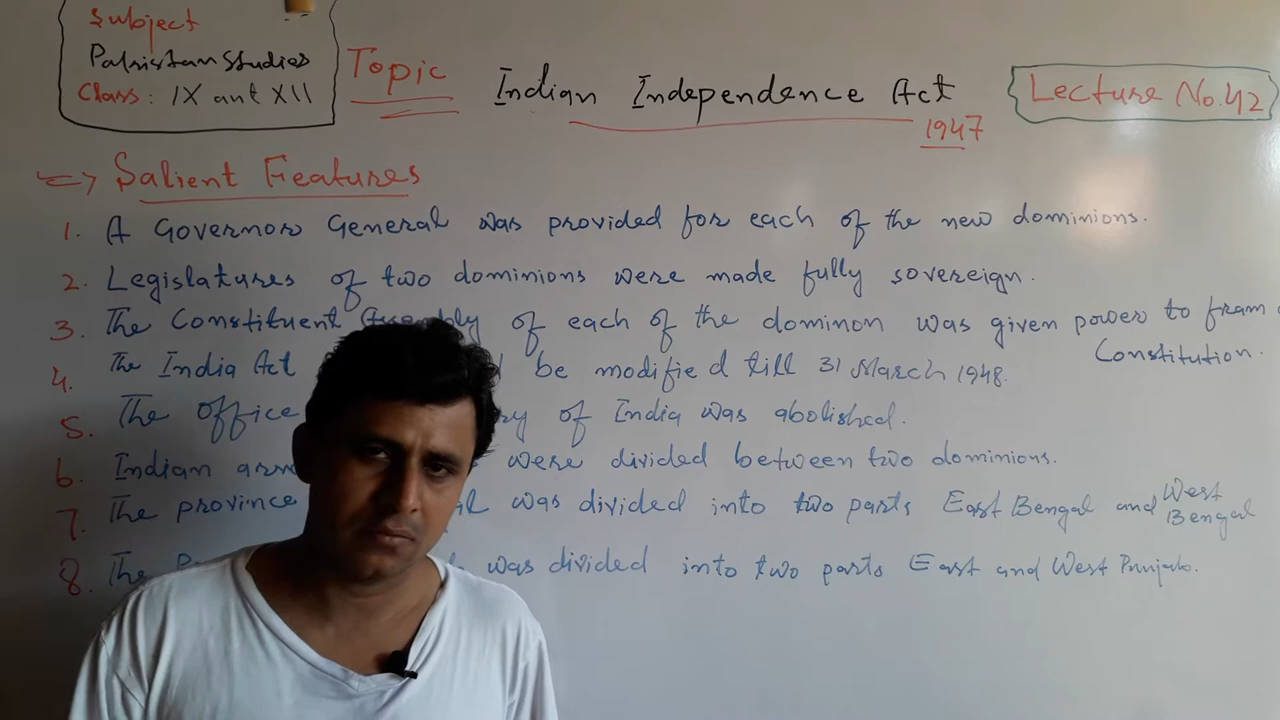 Subject
Pakistan Studies
Class: IX ant XII
Topic
Indian Independence Act
1947
Lecture No.42
=> Salient Features
1. A Governor General was provided for each of the new dominions.
2. Legislatures of two dominions were made fully sovereign.
3. The Constituent Assembly of each of the dominon was given power to fram
Constitution.
4. The India Act be modified till 31 March 1948.
5. The office of India was abolished.
6. Indian were divided between two dominions.
7. The province was divided into two parts East Bengal and West
Bengal
8. The was divided into two parts East and West Punjab.